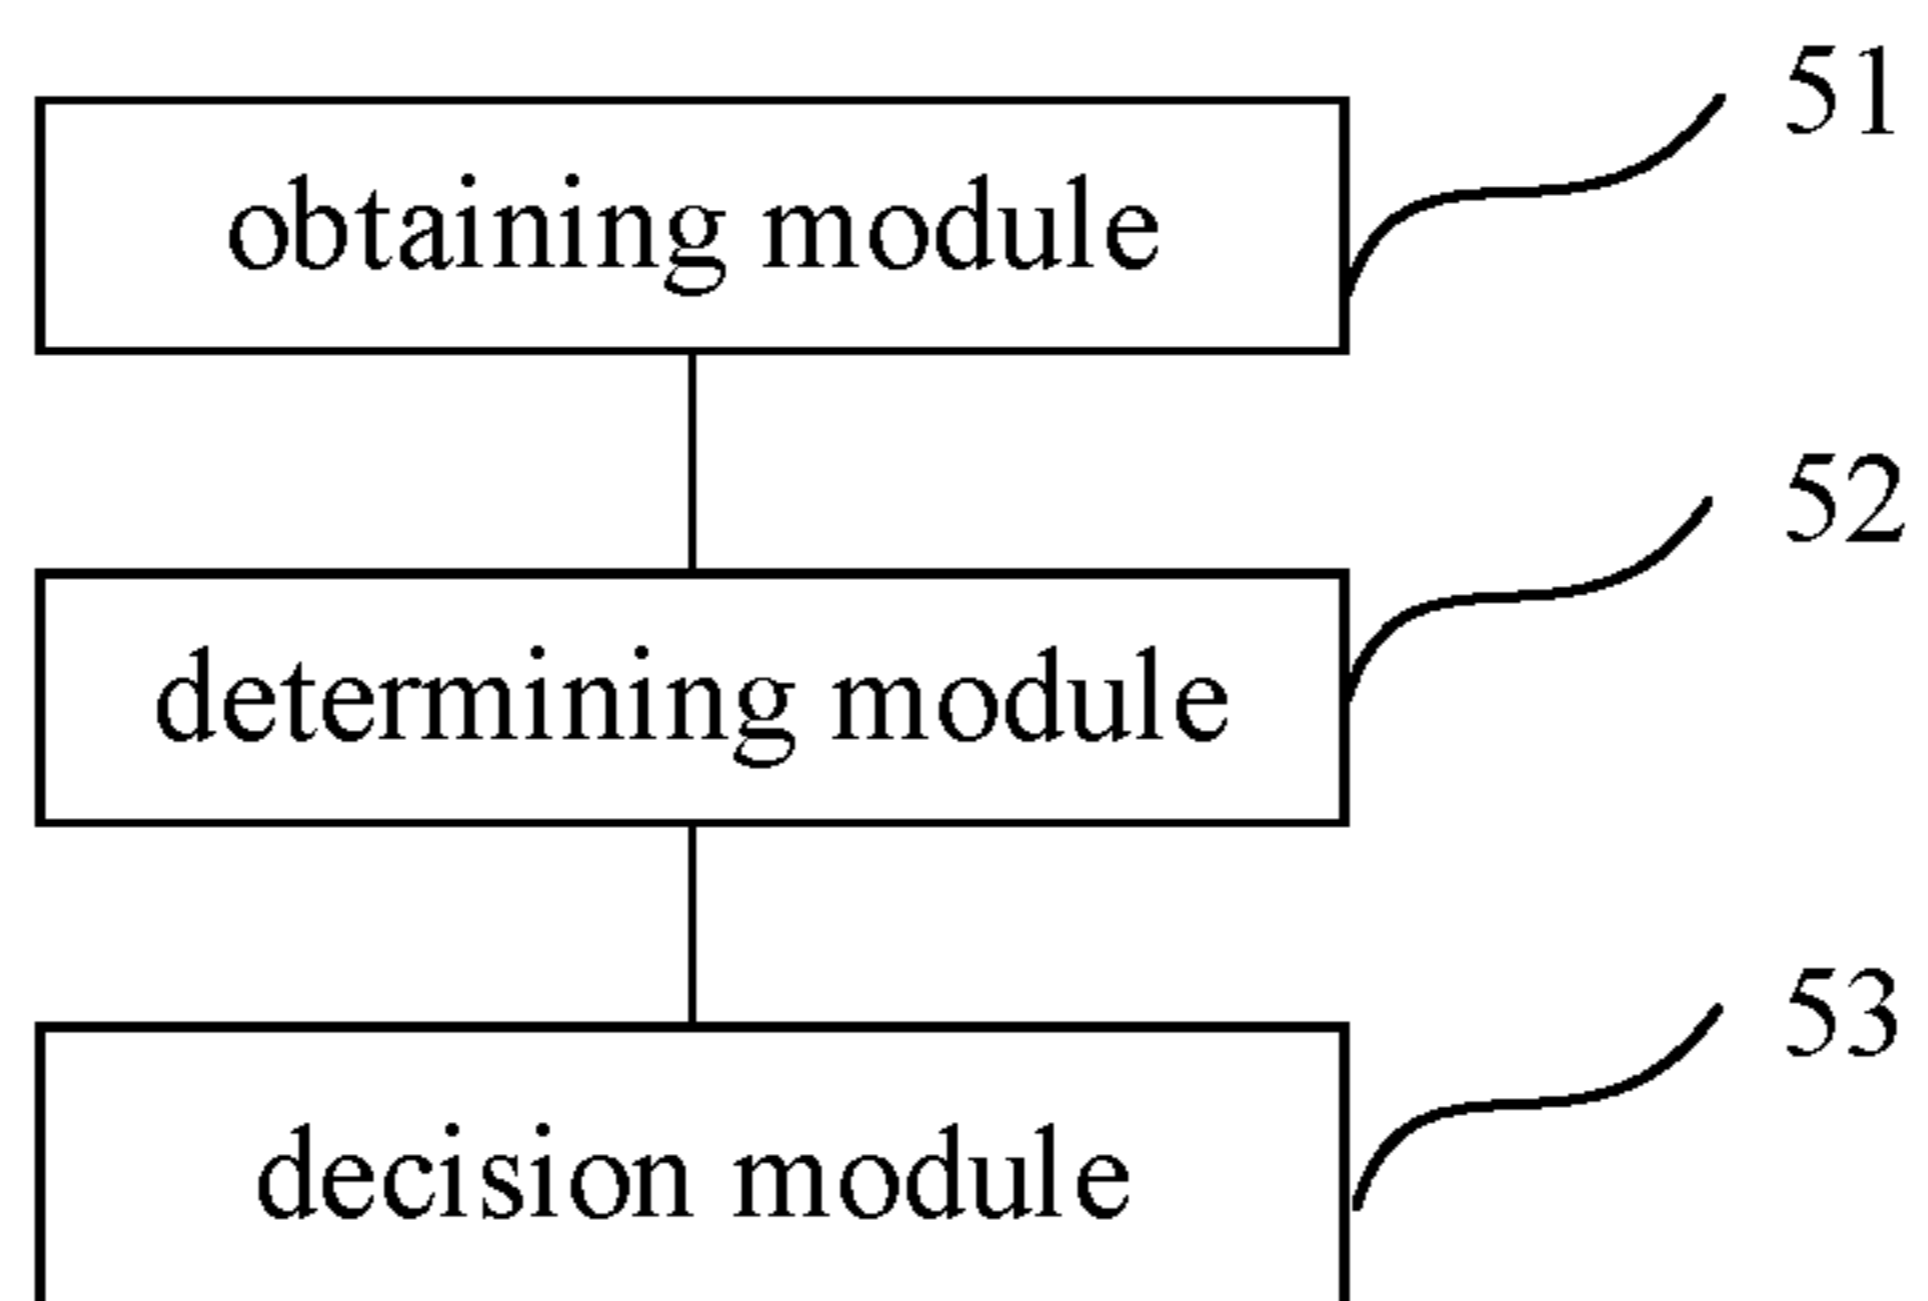 51
obtaining module
52
determining module
53
decision module